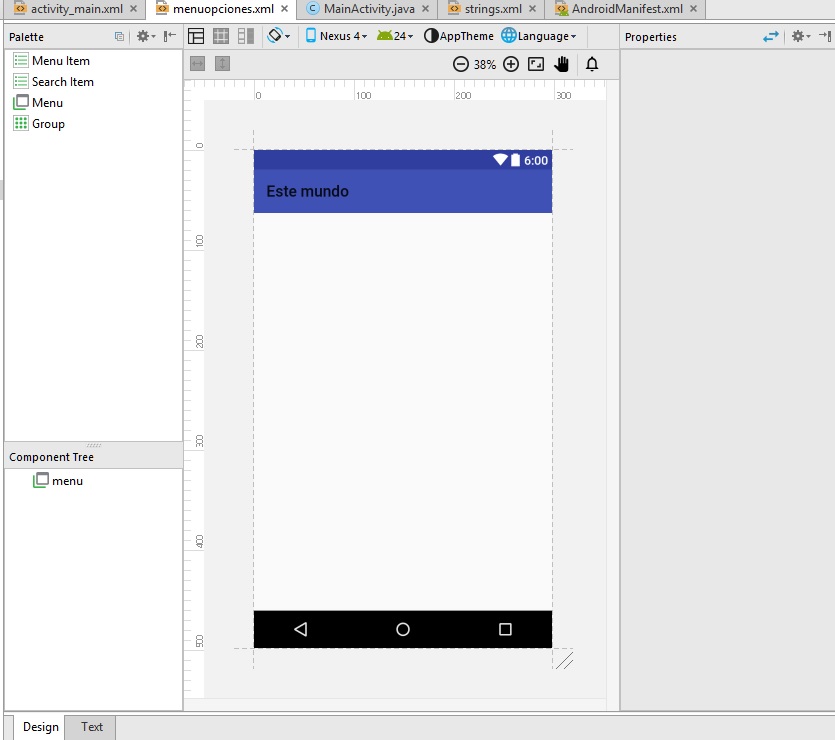 activity_main.xml menuopciones.xml MainActivity.java strings.xml AndroidManifest.xml
Palette Nexus 4 24 AppTheme Language Properties
38%
Menu Item
Search Item
Menu
Group
0 100 200 300
0
100
200
300
400
500
6:00
Este mundo
Component Tree
menu
Design Text